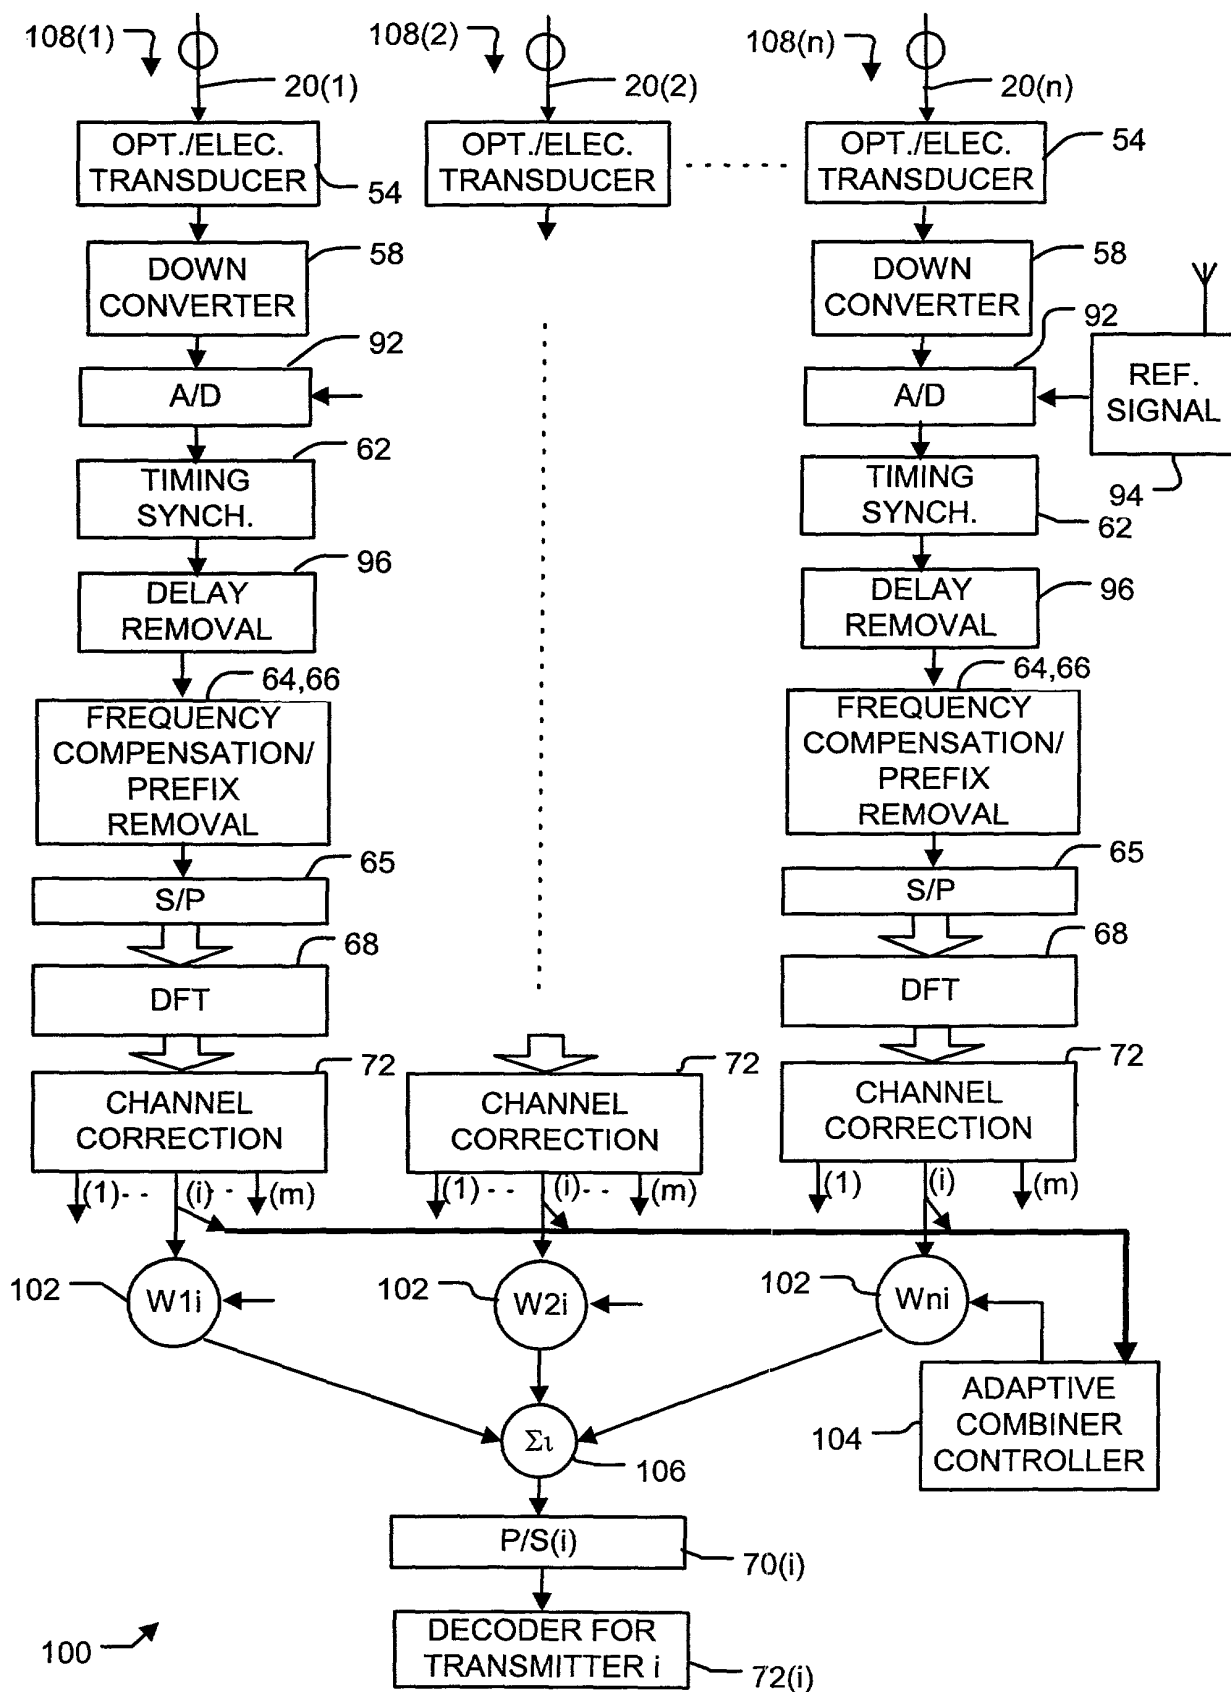 108(1)
108(2)
108(n)
20(1)
20(2)
20(n)
OPT./ELEC.
TRANSDUCER
54
OPT./ELEC.
TRANSDUCER
OPT./ELEC.
TRANSDUCER
54
DOWN
CONVERTER
58
DOWN
CONVERTER
58
A/D
92
A/D
92
REF.
SIGNAL
94
TIMING
SYNCH.
62
TIMING
SYNCH.
62
DELAY
REMOVAL
96
DELAY
REMOVAL
96
64,66
FREQUENCY
COMPENSATION/
PREFIX
REMOVAL
64,66
FREQUENCY
COMPENSATION/
PREFIX
REMOVAL
S/P
65
S/P
65
DFT
68
DFT
68
CHANNEL
CORRECTION
72
CHANNEL
CORRECTION
72
CHANNEL
CORRECTION
72
(1)
(i)
(m)
(1)
(i)
(m)
(1)
(i)
(m)
102
W1i
102
W2i
102
Wni
ADAPTIVE
COMBINER
CONTROLLER
104
Σι
106
P/S(i)
70(i)
DECODER FOR
TRANSMITTER i
72(i)
100